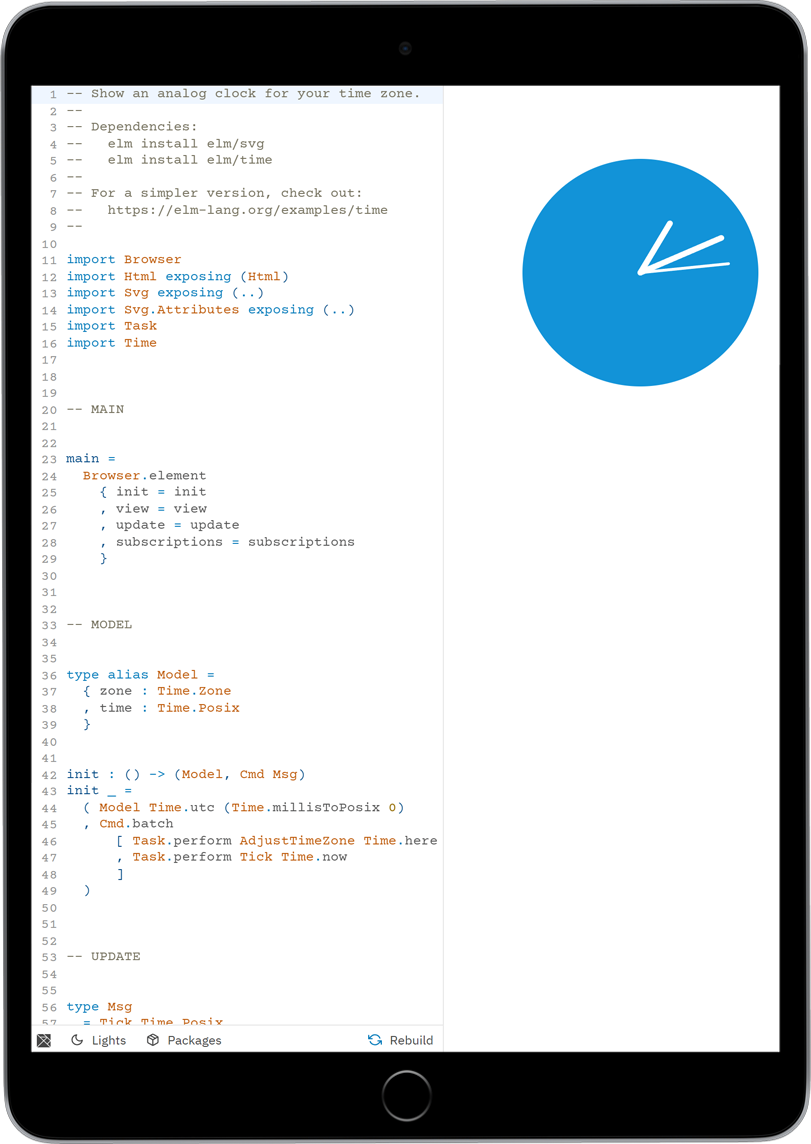 1 -- Show an analog clock for your time zone.
2 --
3 -- Dependencies:
4 --   elm install elm/svg
5 --   elm install elm/time
6 --
7 -- For a simpler version, check out:
8 --   https://elm-lang.org/examples/time
9 --
10
11 import Browser
12 import Html exposing (Html)
13 import Svg exposing (..)
14 import Svg.Attributes exposing (..)
15 import Task
16 import Time
17
18
19
20 -- MAIN
21
22
23 main =
24   Browser.element
25     { init = init
26     , view = view
27     , update = update
28     , subscriptions = subscriptions
29     }
30
31
32
33 -- MODEL
34
35
36 type alias Model =
37   { zone : Time.Zone
38   , time : Time.Posix
39   }
40
41
42 init : () -> (Model, Cmd Msg)
43 init _ =
44   ( Model Time.utc (Time.millisToPosix 0)
45   , Cmd.batch
46       [ Task.perform AdjustTimeZone Time.here
47       , Task.perform Tick Time.now
48       ]
49   )
50
51
52
53 -- UPDATE
54
55
56 type Msg
57   = Tick Time.Posix
Lights Packages Rebuild